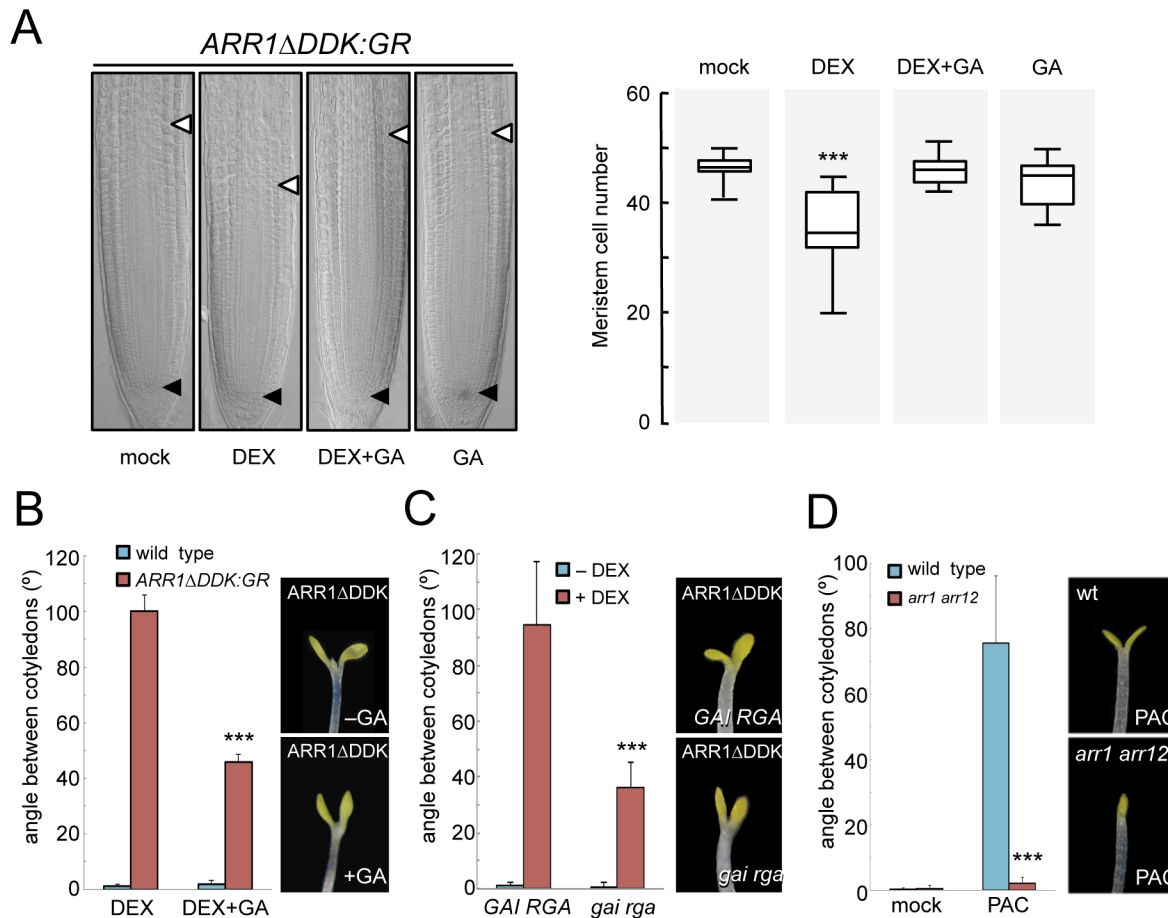 A
ARR1ΔDDK:GR
mock DEX DEX+GA GA
Meristem cell number
60
40
20
0
mock DEX DEX+GA GA
***
B
angle between cotyledons (º)
120
100
80
60
40
20
0
wild type
ARR1ΔDDK:GR
***
DEX DEX+GA
ARR1ΔDDK
–GA
ARR1ΔDDK
+GA
C
angle between cotyledons (º)
120
100
80
60
40
20
0
– DEX
+ DEX
***
GAI RGA gai rga
ARR1ΔDDK
GAI RGA
ARR1ΔDDK
gai rga
D
angle between cotyledons (º)
100
80
60
40
20
0
wild type
arr1 arr12
***
mock PAC
wt
PAC
arr1 arr12
PAC